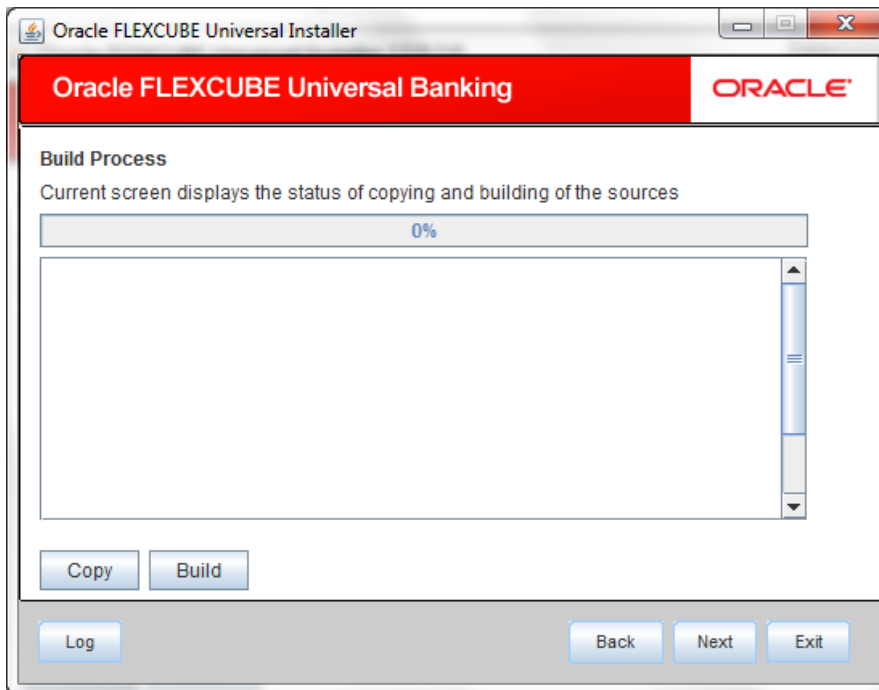 Oracle FLEXCUBE Universal Installer
Oracle FLEXCUBE Universal Banking
ORACLE
Build Process
Current screen displays the status of copying and building of the sources
0%
Copy Build
Log Back Next Exit